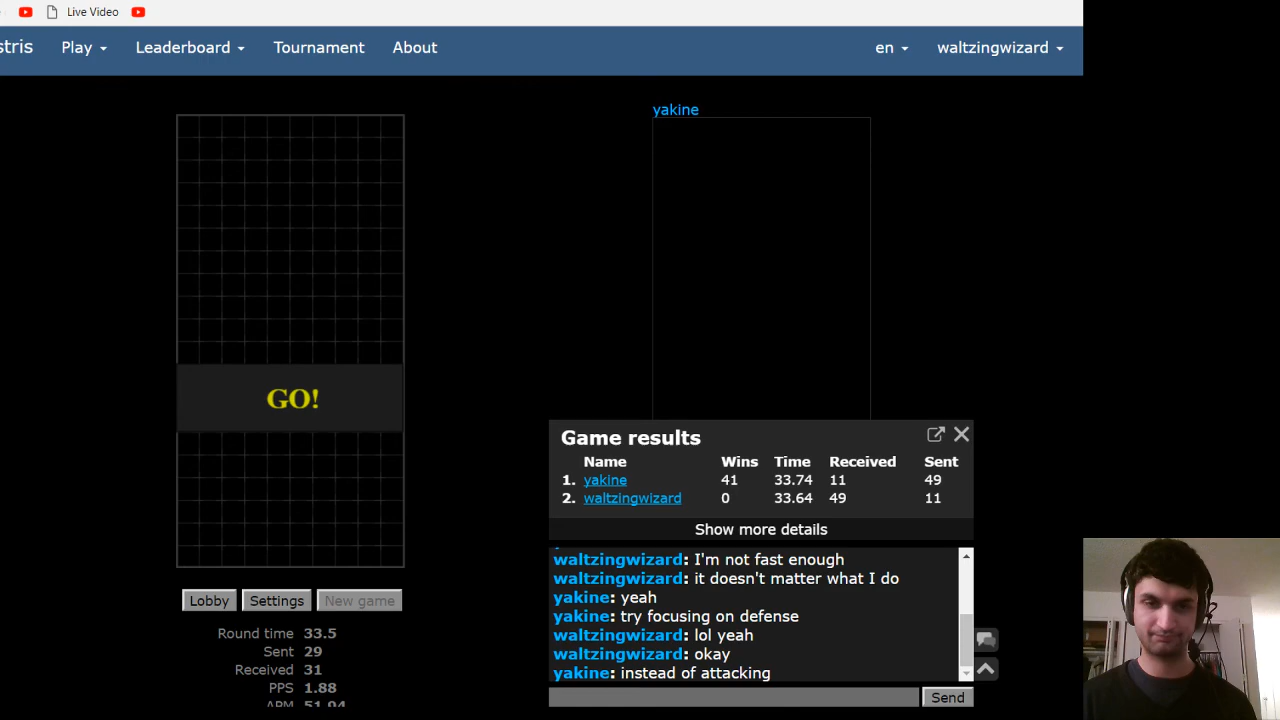 Live Video
stris Play Leaderboard Tournament About en waltzingwizard
yakine
GO!
Game results
Name Wins Time Received Sent
1. yakine 41 33.74 11 49
2. waltzingwizard 0 33.64 49 11
Show more details
waltzingwizard: I'm not fast enough
waltzingwizard: it doesn't matter what I do
yakine: yeah
yakine: try focusing on defense
waltzingwizard: lol yeah
waltzingwizard: okay
yakine: instead of attacking
Send
Lobby Settings New game
Round time 33.5
Sent 29
Received 31
PPS 1.88
APM 51.94